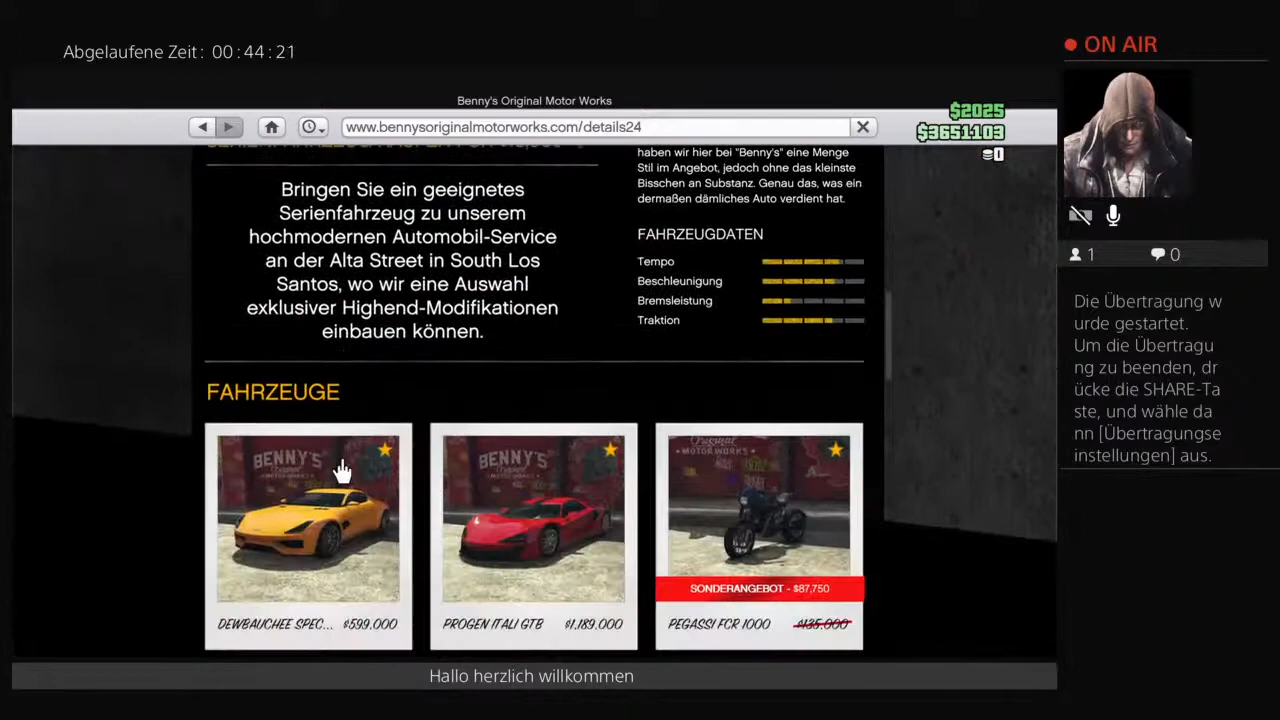 Abgelaufene Zeit: 00:44:21
ON AIR
Benny's Original Motor Works
$2025
www.bennysoriginalmotorworks.com/details24
$3651103
0
haben wir hier bei "Benny's" eine Menge
Stil im Angebot, jedoch ohne das kleinste
Bisschen an Substanz. Genau das, was ein
dermaßen dämliches Auto verdient hat.
Bringen Sie ein geeignetes
Serienfahrzeug zu unserem
hochmodernen Automobil-Service
an der Alta Street in South Los
Santos, wo wir eine Auswahl
exklusiver Highend-Modifikationen
einbauen können.
FAHRZEUGDATEN
Tempo
Beschleunigung
Bremsleistung
Traktion
1
0
Die Übertragung w
urde gestartet.
Um die Übertragu
ng zu beenden, dr
ücke die SHARE-Ta
ste, und wähle da
nn [Übertragungse
instellungen] aus.
FAHRZEUGE
BENNY'S
BENNY'S
Original
MOTORWORKS
SONDERANGEBOT - $87,750
DEWBAUCHEE SPEC... $599,000
PROGEN ITALI GTB $1,189,000
PEGASSI FCR 1000 $135,000
Hallo herzlich willkommen